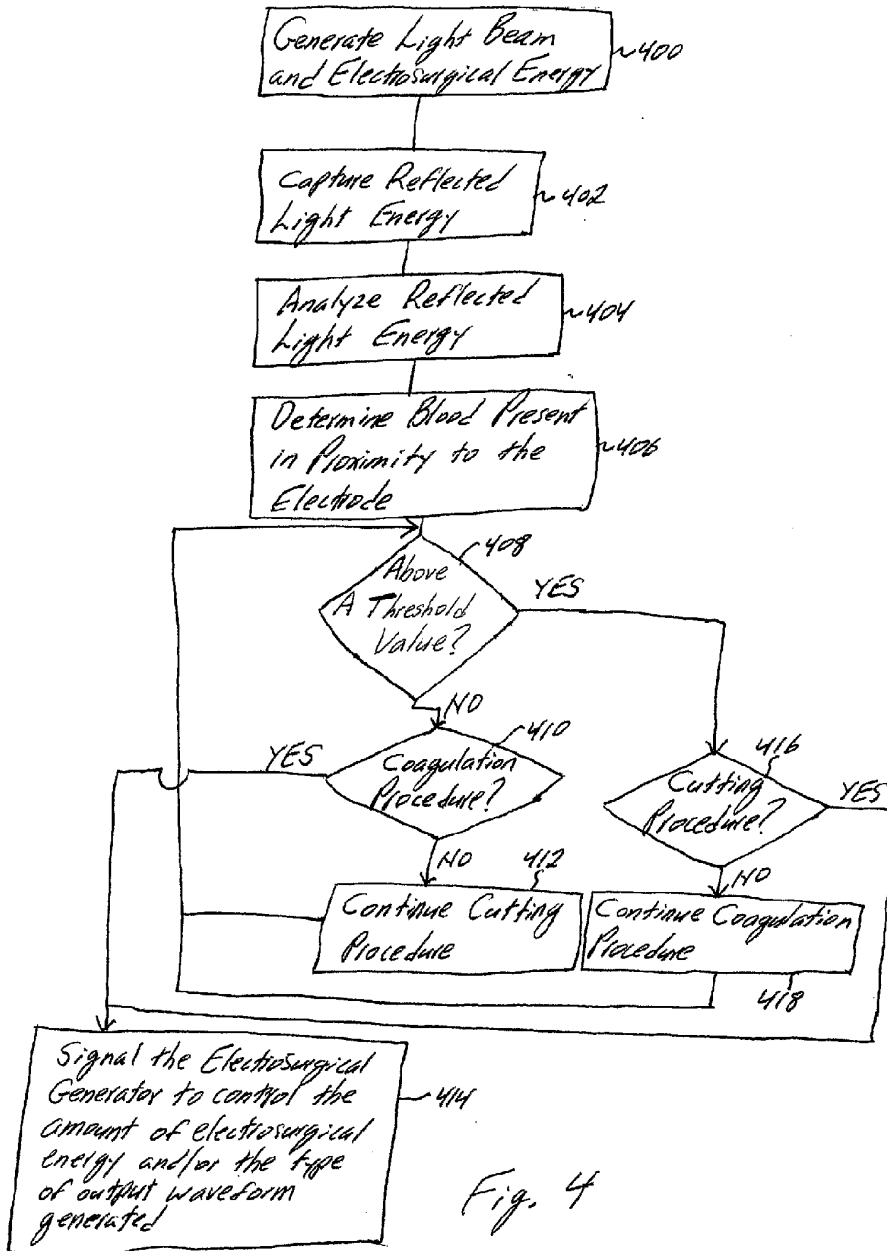 Generate Light Beam
and Electrosurgical Energy
~400
Capture Reflected
Light Energy
~402
Analyze Reflected
Light Energy
~404
Determine Blood Present
in Proximity to the
Electrode
~406
408
Above
A Threshold
Value?
YES
NO
410
YES
Coagulation
Procedure?
416
Cutting
Procedure?
YES
NO
412
NO
Continue Cutting
Procedure
Continue Coagulation
Procedure
418
Signal the Electrosurgical
Generator to control the
amount of electrosurgical
energy and/or the type
of output waveform
generated
414
Fig. 4